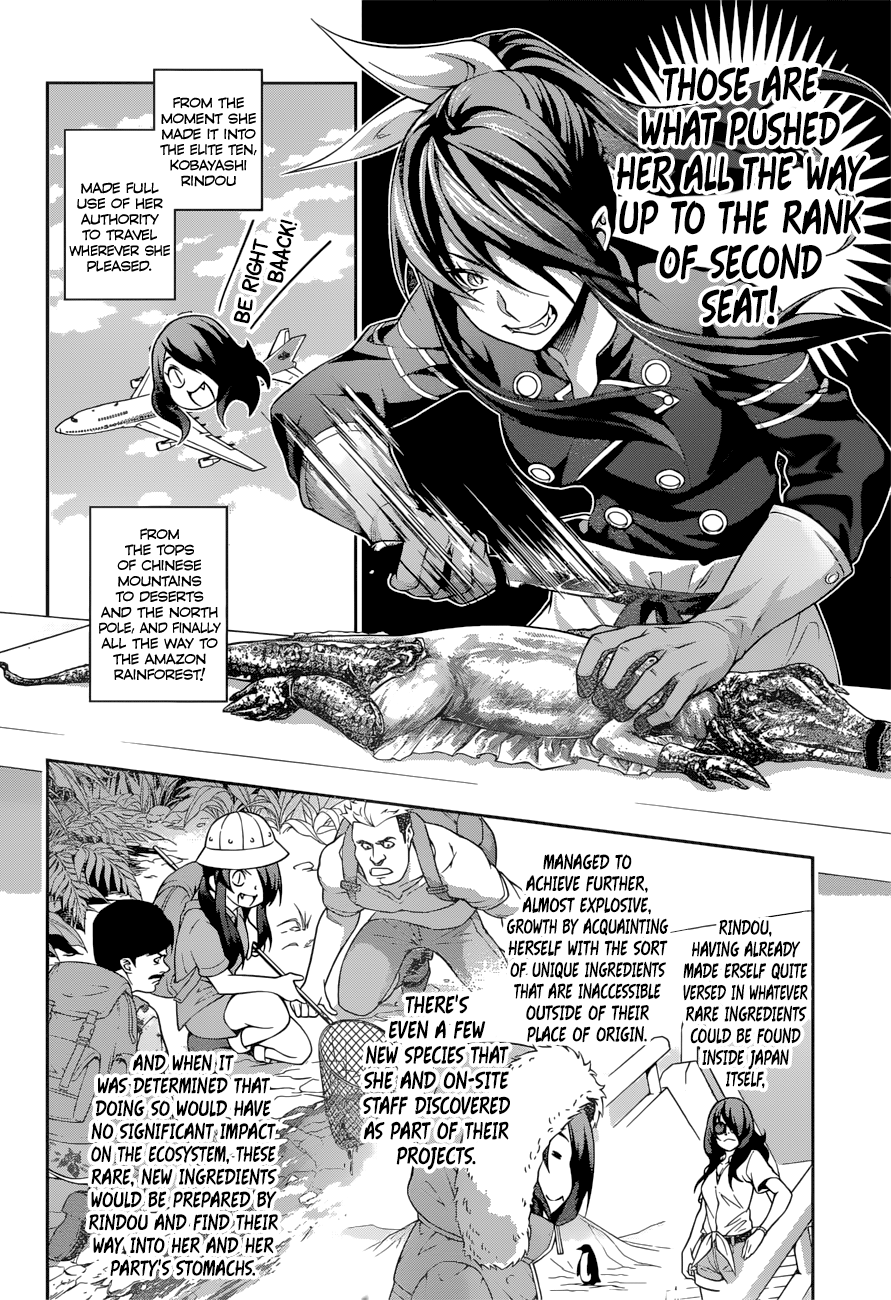 THOSE ARE
WHAT PUSHED
HER ALL THE WAY
UP TO THE RANK
OF SECOND
SEAT!
FROM THE
MOMENT SHE
MADE IT INTO
THE ELITE TEN,
KOBAYASHI
RINDOU
MADE FULL
USE OF HER
AUTHORITY
TO TRAVEL
WHEREVER SHE
PLEASED.
BE RIGHT
BAACK!
FROM
THE TOPS
OF CHINESE
MOUNTAINS
TO DESERTS
AND THE NORTH
POLE, AND FINALLY
ALL THE WAY TO
THE AMAZON
RAINFOREST!
RINDOU,
HAVING ALREADY
MADE ERSELF QUITE
VERSED IN WHATEVER
RARE INGREDIENTS
COULD BE FOUND
INSIDE JAPAN
ITSELF,
MANAGED TO
ACHIEVE FURTHER,
ALMOST EXPLOSIVE,
GROWTH BY ACQUAINTING
HERSELF WITH THE SORT
OF UNIQUE INGREDIENTS
THAT ARE INACCESSIBLE
OUTSIDE OF THEIR
PLACE OF ORIGIN.
THERE'S
EVEN A FEW
NEW SPECIES THAT
SHE AND ON-SITE
STAFF DISCOVERED
AS PART OF THEIR
PROJECTS.
AND WHEN IT
WAS DETERMINED THAT
DOING SO WOULD HAVE
NO SIGNIFICANT IMPACT
ON THE ECOSYSTEM, THESE
RARE, NEW INGREDIENTS
WOULD BE PREPARED BY
RINDOU AND FIND THEIR
WAY INTO HER AND HER
PARTY'S STOMACHS.